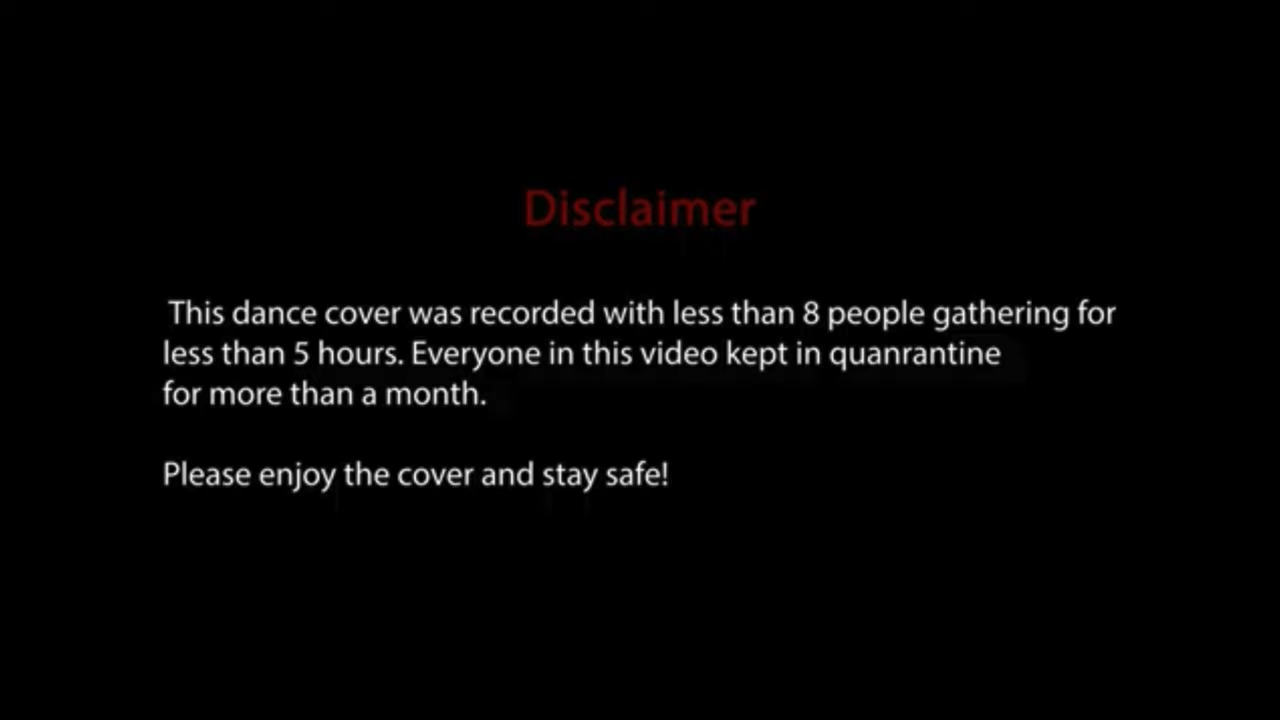 Disclaimer
This dance cover was recorded with less than 8 people gathering for
less than 5 hours. Everyone in this video kept in quanrantine
for more than a month.
Please enjoy the cover and stay safe!